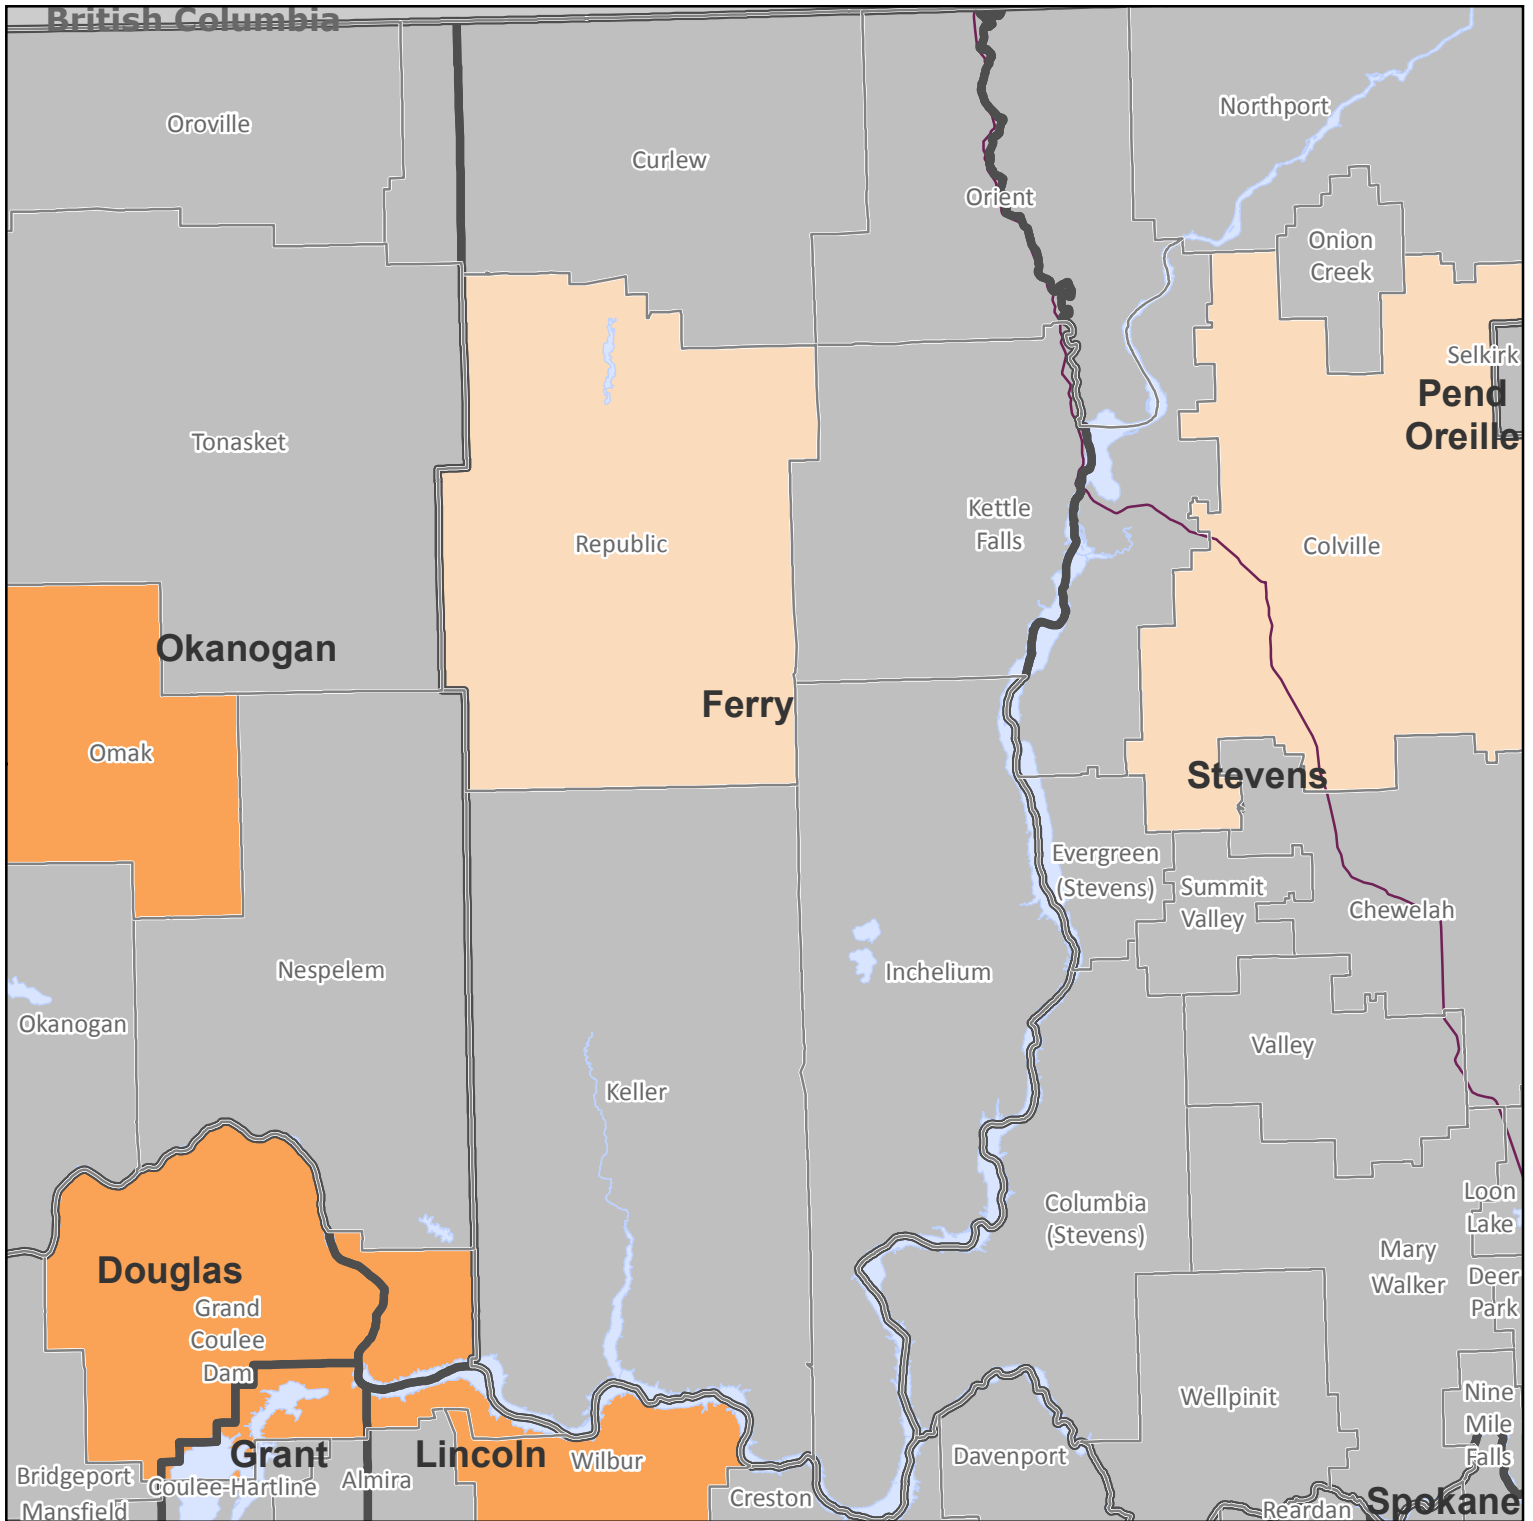 British Columbia
Oroville
Curlew
Northport
Orient
Onion
Creek
Selkirk
Pend
Oreille
Tonasket
Kettle
Falls
Republic
Colville
Okanogan
Ferry
Omak
Stevens
Evergreen
(Stevens)
Summit
Valley
Chewelah
Nespelem
Inchelium
Okanogan
Valley
Keller
Columbia
(Stevens)
Loon
Lake
Mary
Walker
Deer
Park
Douglas
Grand
Coulee
Dam
Wellpinit
Nine
Mile
Falls
Grant
Lincoln
Wilbur
Davenport
Bridgeport
Coulee-Hartline
Almira
Creston
Mansfield
Reardan
Spokane